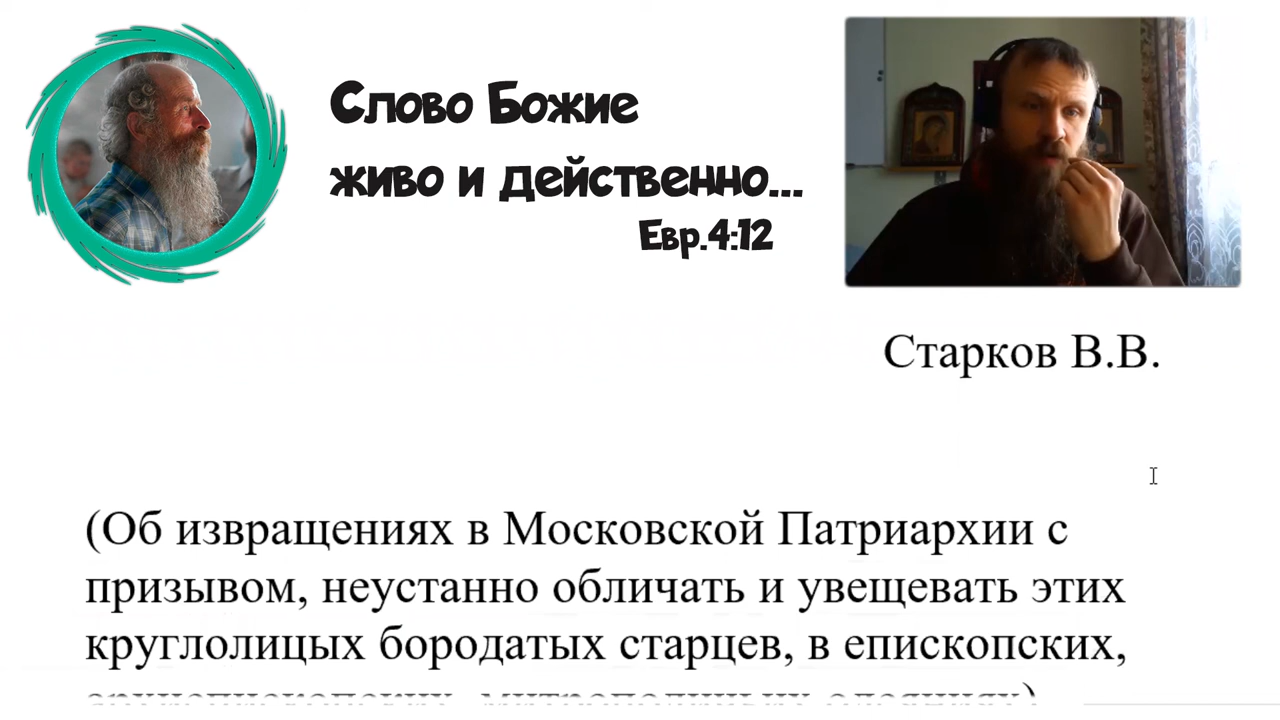 Слово Божие
живо и действенно...
Евр.4:12
Старков В.В.
(Об извращениях в Московской Патриархии с
призывом, неустанно обличать и увещевать этих
круглолицых бородатых старцев, в епископских,